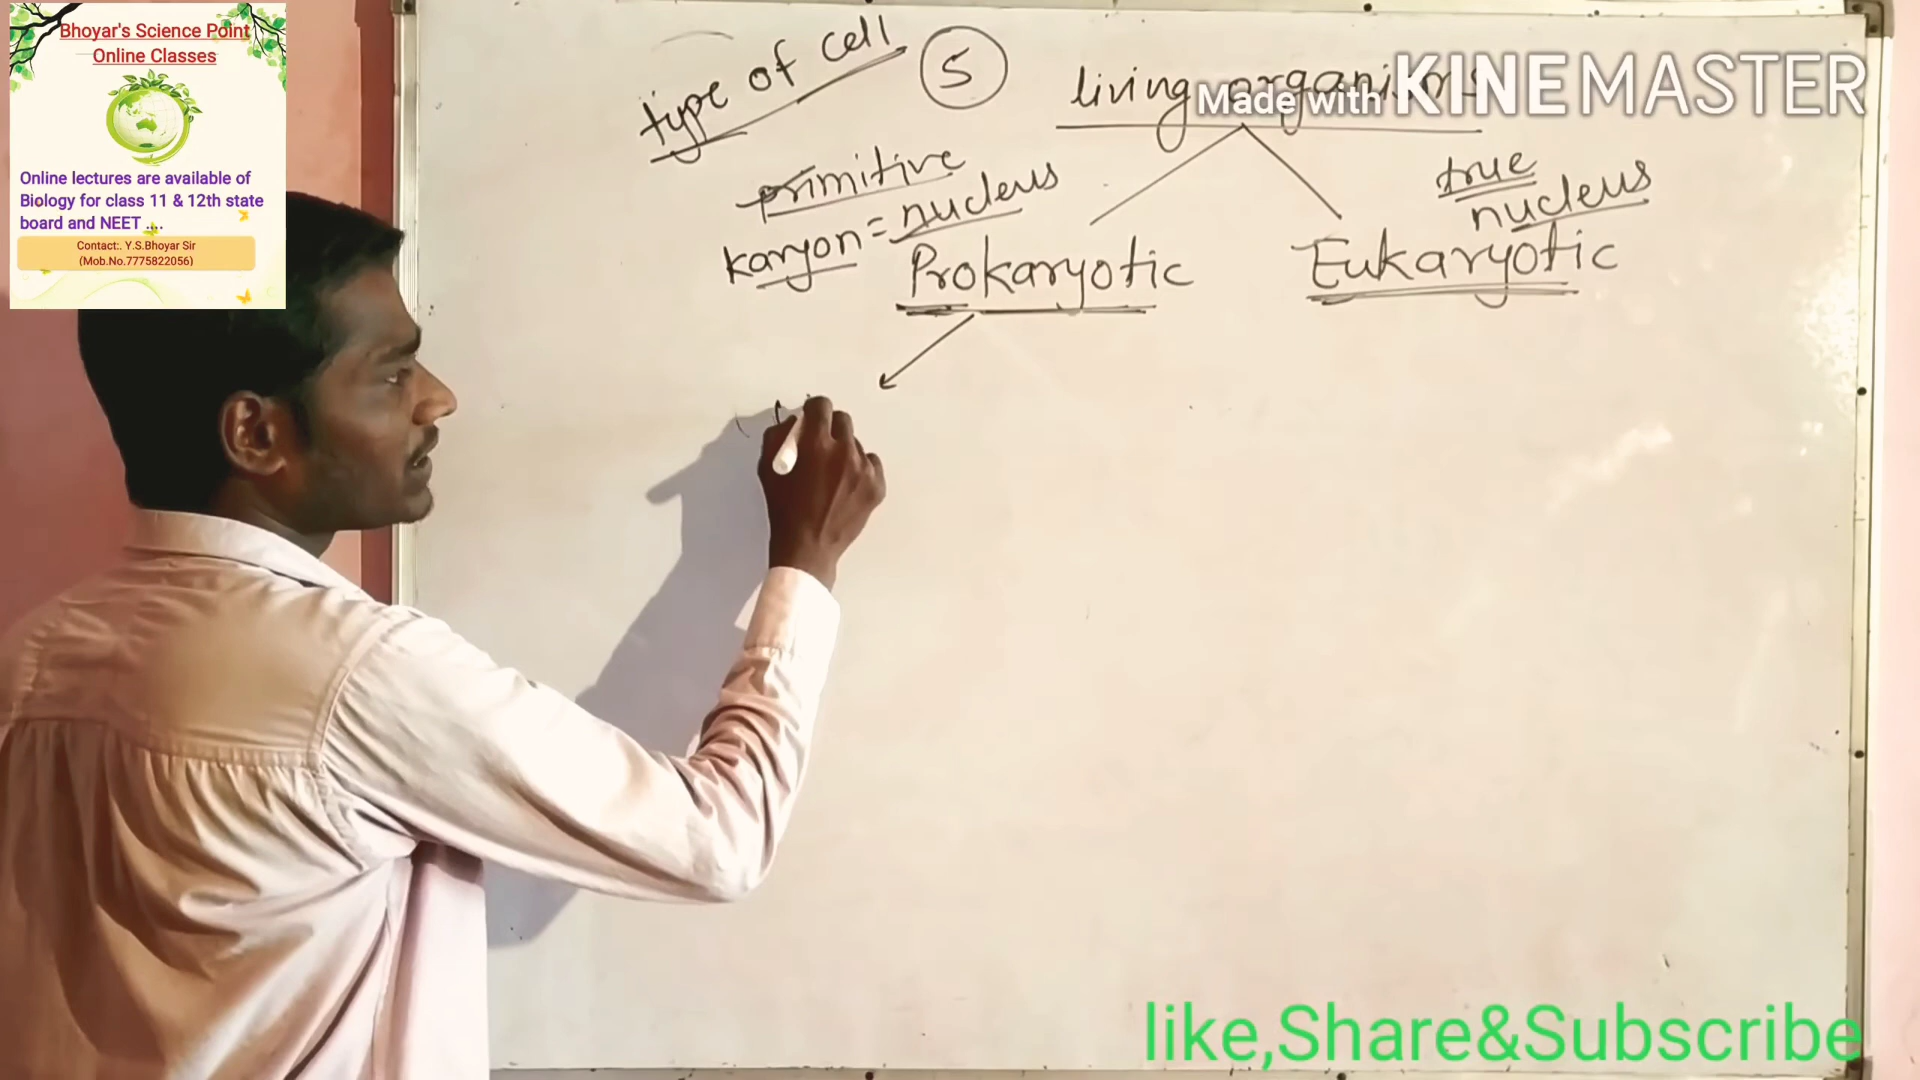 Bhoyar's Science Point
Online Classes
Online lectures are available of
Biology for class 11 & 12th state
board and NEET ....
Contact:. Y.S.Bhoyar Sir
(Mob.No.7775822056)
type of cell
5
living organisms
Made with KINEMASTER
primitive
karyon = nucleus
true
nucleus
Prokaryotic
Eukaryotic
like,Share&Subscribe